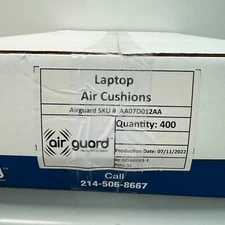 Laptop
Air Cushions
Airguard SKU # AA07D012AA
Quantity: 400
air guard
Production Date: 07/11/2022
Call
214-506-8667